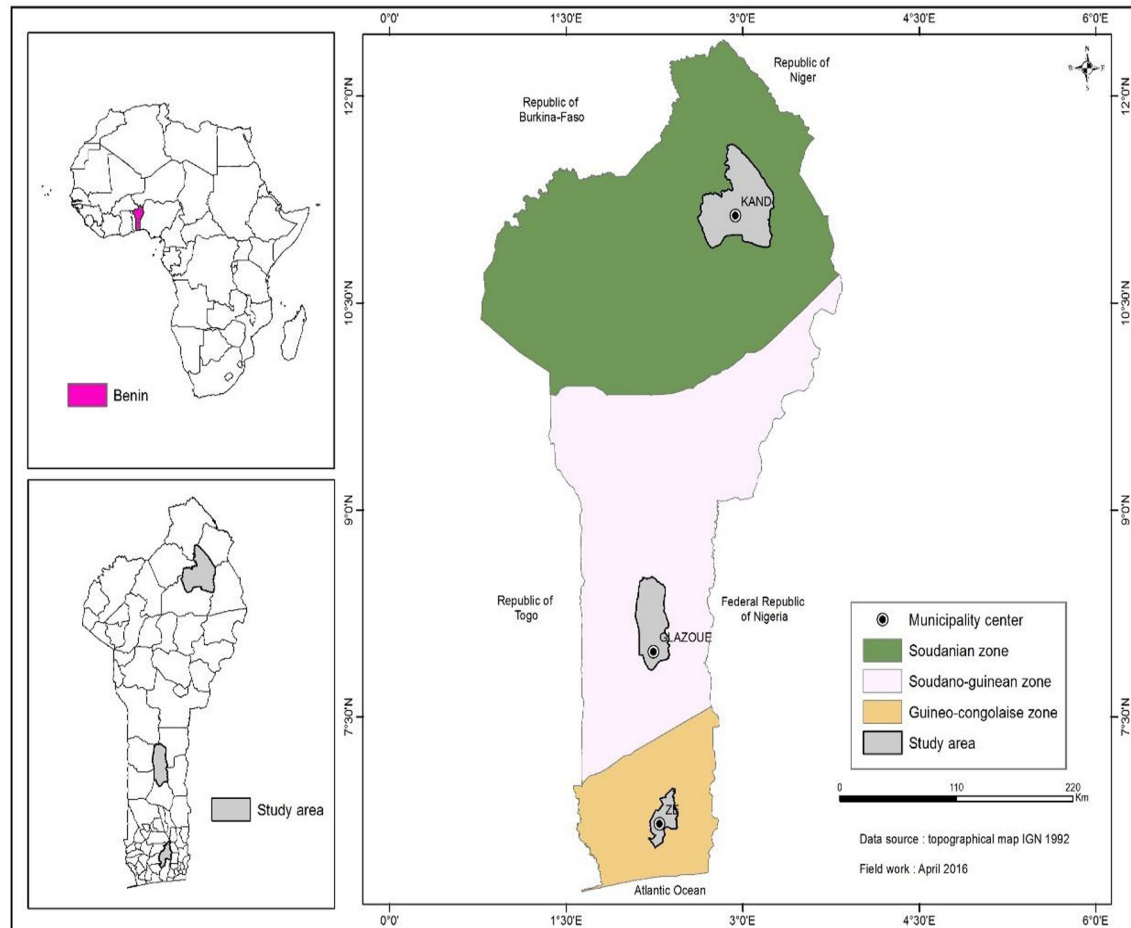 0°0'
1°30'E
3°0'E
4°30'E
6°0'E
12°0'N
10°30'N
9°0'N
7°30'N
Benin
Study area
Republic of
Niger
Republic of
Burkina-Faso
KAND
Republic of
Togo
Federal Republic
of Nigeria
GLAZOUE
ZE
Atlantic Ocean
N
S
Municipality center
Soudanian zone
Soudano-guinean zone
Guineo-congolaise zone
Study area
0 110 220
Km
Data source : topographical map IGN 1992
Field work : April 2016
0°0'
1°30'E
3°0'E
4°30'E
6°0'E